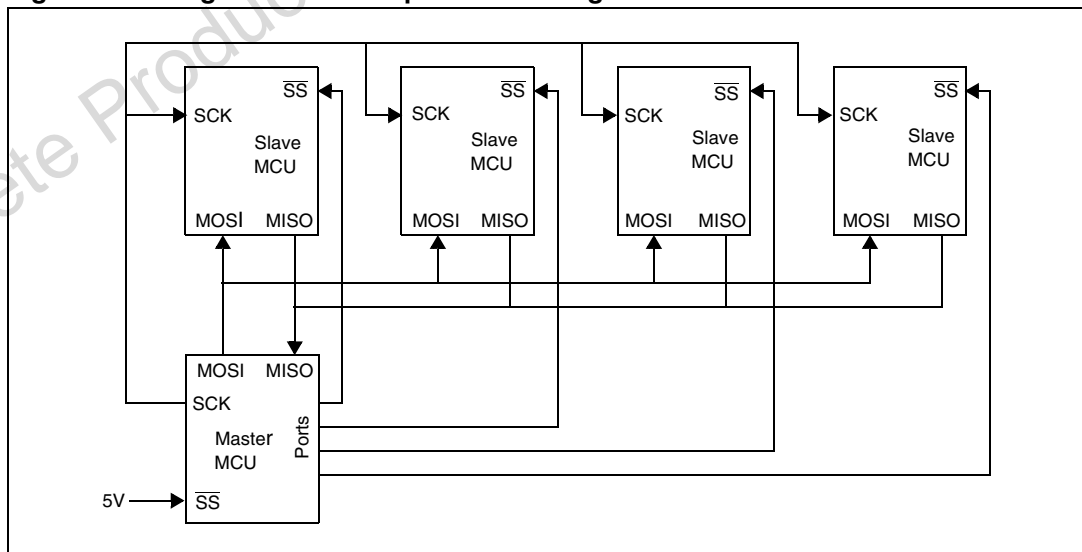 SS SS SS SS
SCK SCK SCK SCK
Slave
MCU
Slave
MCU
Slave
MCU
Slave
MCU
MOSI MISO MOSI MISO MOSI MISO MOSI MISO
MOSI MISO
SCK
Ports
Master
MCU
5V
SS